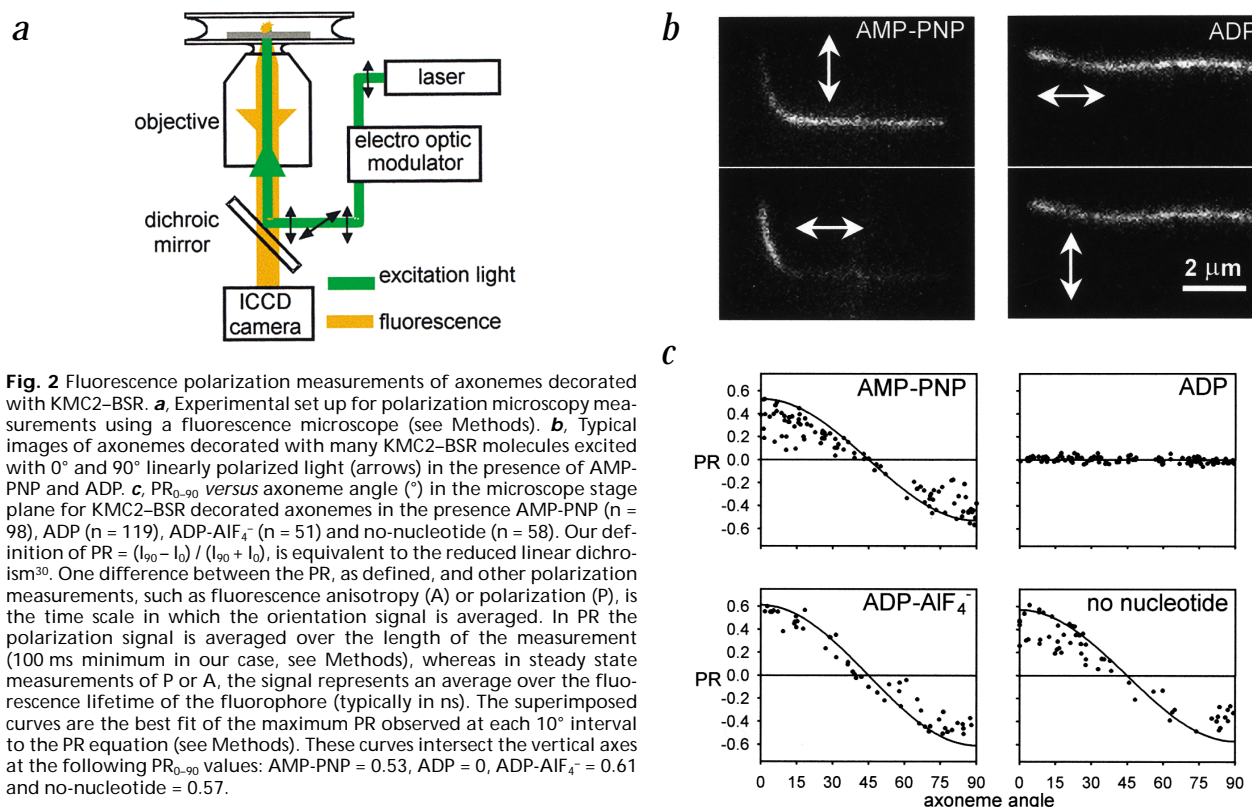 a
laser
objective
electro optic
modulator
dichroic
mirror
excitation light
ICCD
camera
fluorescence
b
AMP-PNP
ADP
2 µm
Fig. 2 Fluorescence polarization measurements of axonemes decorated
with KMC2–BSR. a, Experimental set up for polarization microscopy mea-
surements using a fluorescence microscope (see Methods). b, Typical
images of axonemes decorated with many KMC2–BSR molecules excited
with 0° and 90° linearly polarized light (arrows) in the presence of AMP-
PNP and ADP. c, PR0–90 versus axoneme angle (°) in the microscope stage
plane for KMC2–BSR decorated axonemes in the presence AMP-PNP (n =
98), ADP (n = 119), ADP-AlF4– (n = 51) and no-nucleotide (n = 58). Our def-
inition of PR = (I90 – I0) / (I90 + I0), is equivalent to the reduced linear dichro-
ism30. One difference between the PR, as defined, and other polarization
measurements, such as fluorescence anisotropy (A) or polarization (P), is
the time scale in which the orientation signal is averaged. In PR the
polarization signal is averaged over the length of the measurement
(100 ms minimum in our case, see Methods), whereas in steady state
measurements of P or A, the signal represents an average over the fluo-
rescence lifetime of the fluorophore (typically in ns). The superimposed
curves are the best fit of the maximum PR observed at each 10° interval
to the PR equation (see Methods). These curves intersect the vertical axes
at the following PR0–90 values: AMP-PNP = 0.53, ADP = 0, ADP-AlF4– = 0.61
and no-nucleotide = 0.57.
c
AMP-PNP
ADP
0.6
0.4
0.2
PR 0.0
-0.2
-0.4
-0.6
ADP-AlF4-
no nucleotide
0.6
0.4
0.2
PR 0.0
-0.2
-0.4
-0.6
0 15 30 45 60 75 90
0 15 30 45 60 75 90
axoneme angle